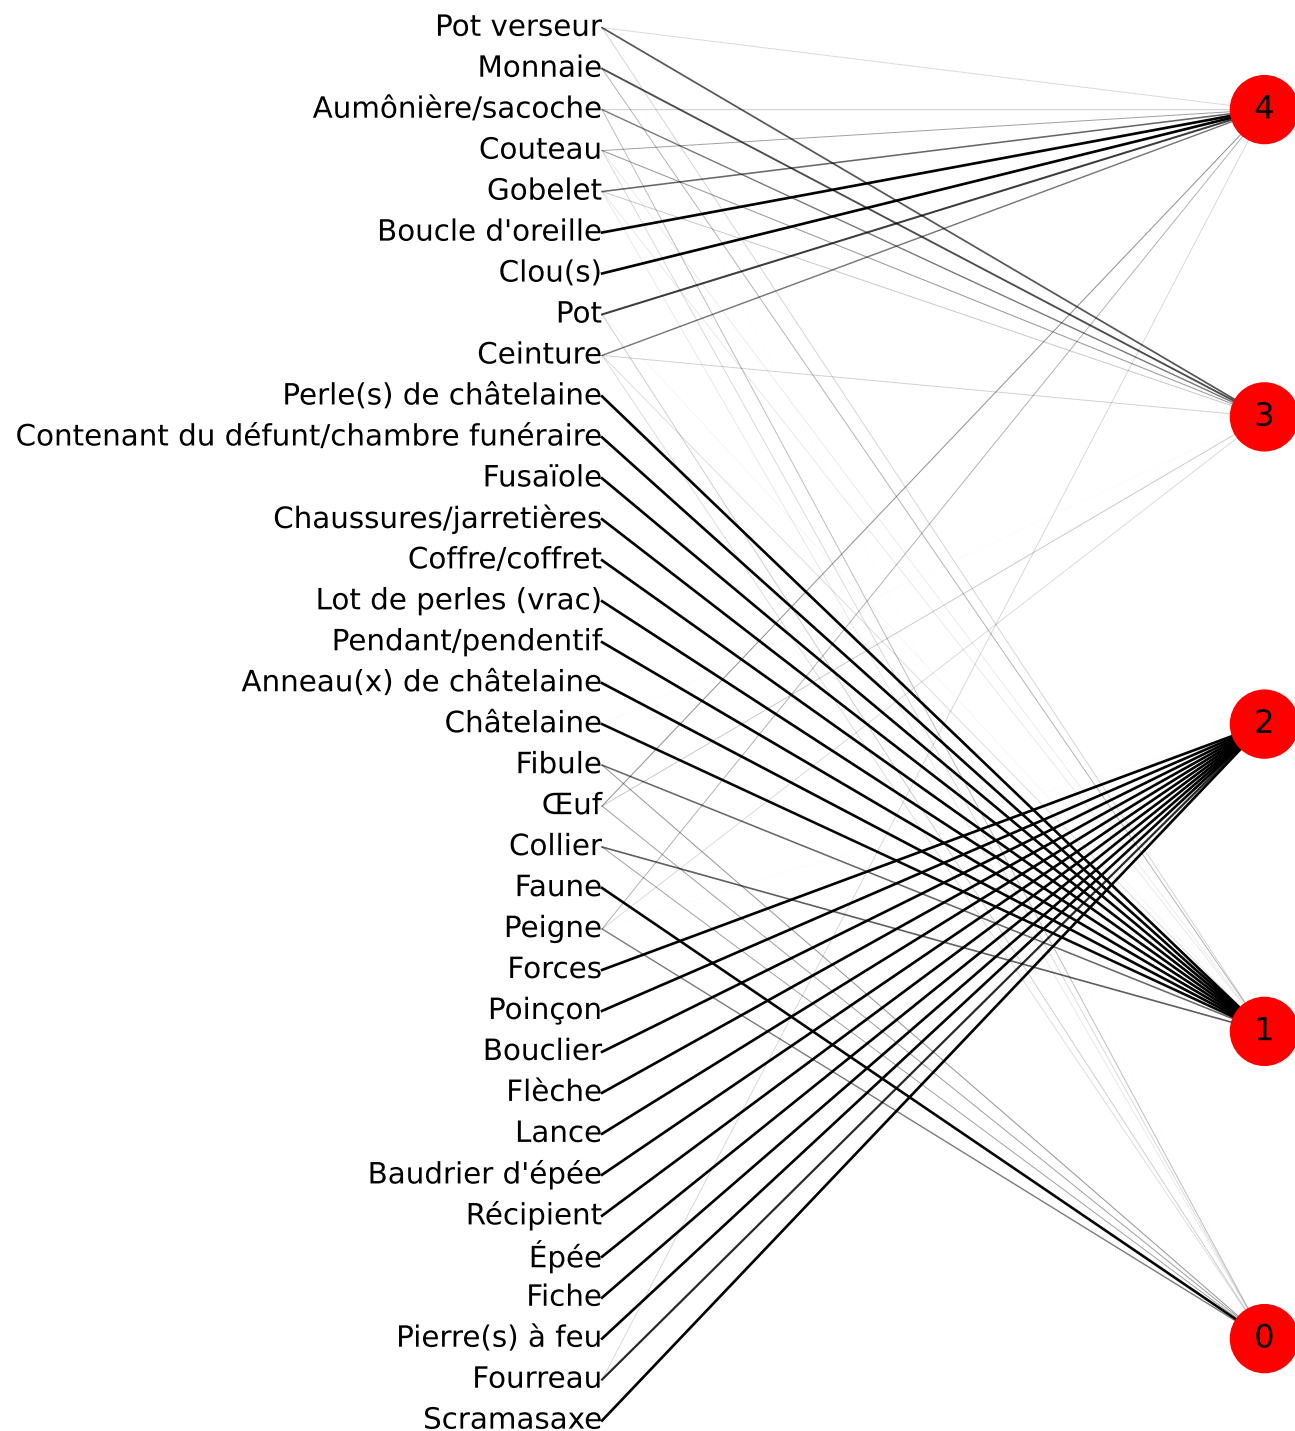 Pot verseur
Monnaie
Aumônière/sacoche
Couteau
Gobelet
Boucle d'oreille
Clou(s)
Pot
Ceinture
Perle(s) de châtelaine
Contenant du défunt/chambre funéraire
Fusaïole
Chaussures/jarretières
Coffre/coffret
Lot de perles (vrac)
Pendant/pendentif
Anneau(x) de châtelaine
Châtelaine
Fibule
Œuf
Collier
Faune
Peigne
Forces
Poinçon
Bouclier
Flèche
Lance
Baudrier d'épée
Récipient
Épée
Fiche
Pierre(s) à feu
Fourreau
Scramasaxe
4
3
2
1
0